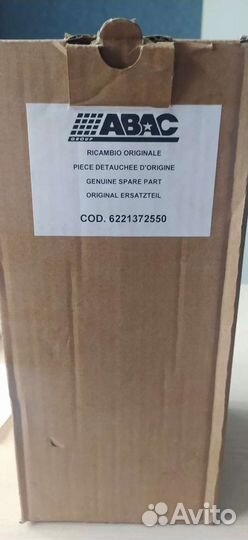 ABAC
GROUP
RICAMBIO ORIGINALE
PIECE DETAUCHEE D'ORIGINE
GENUINE SPARE PART
ORIGINAL ERSATZTEIL
COD. 6221372550
Avito